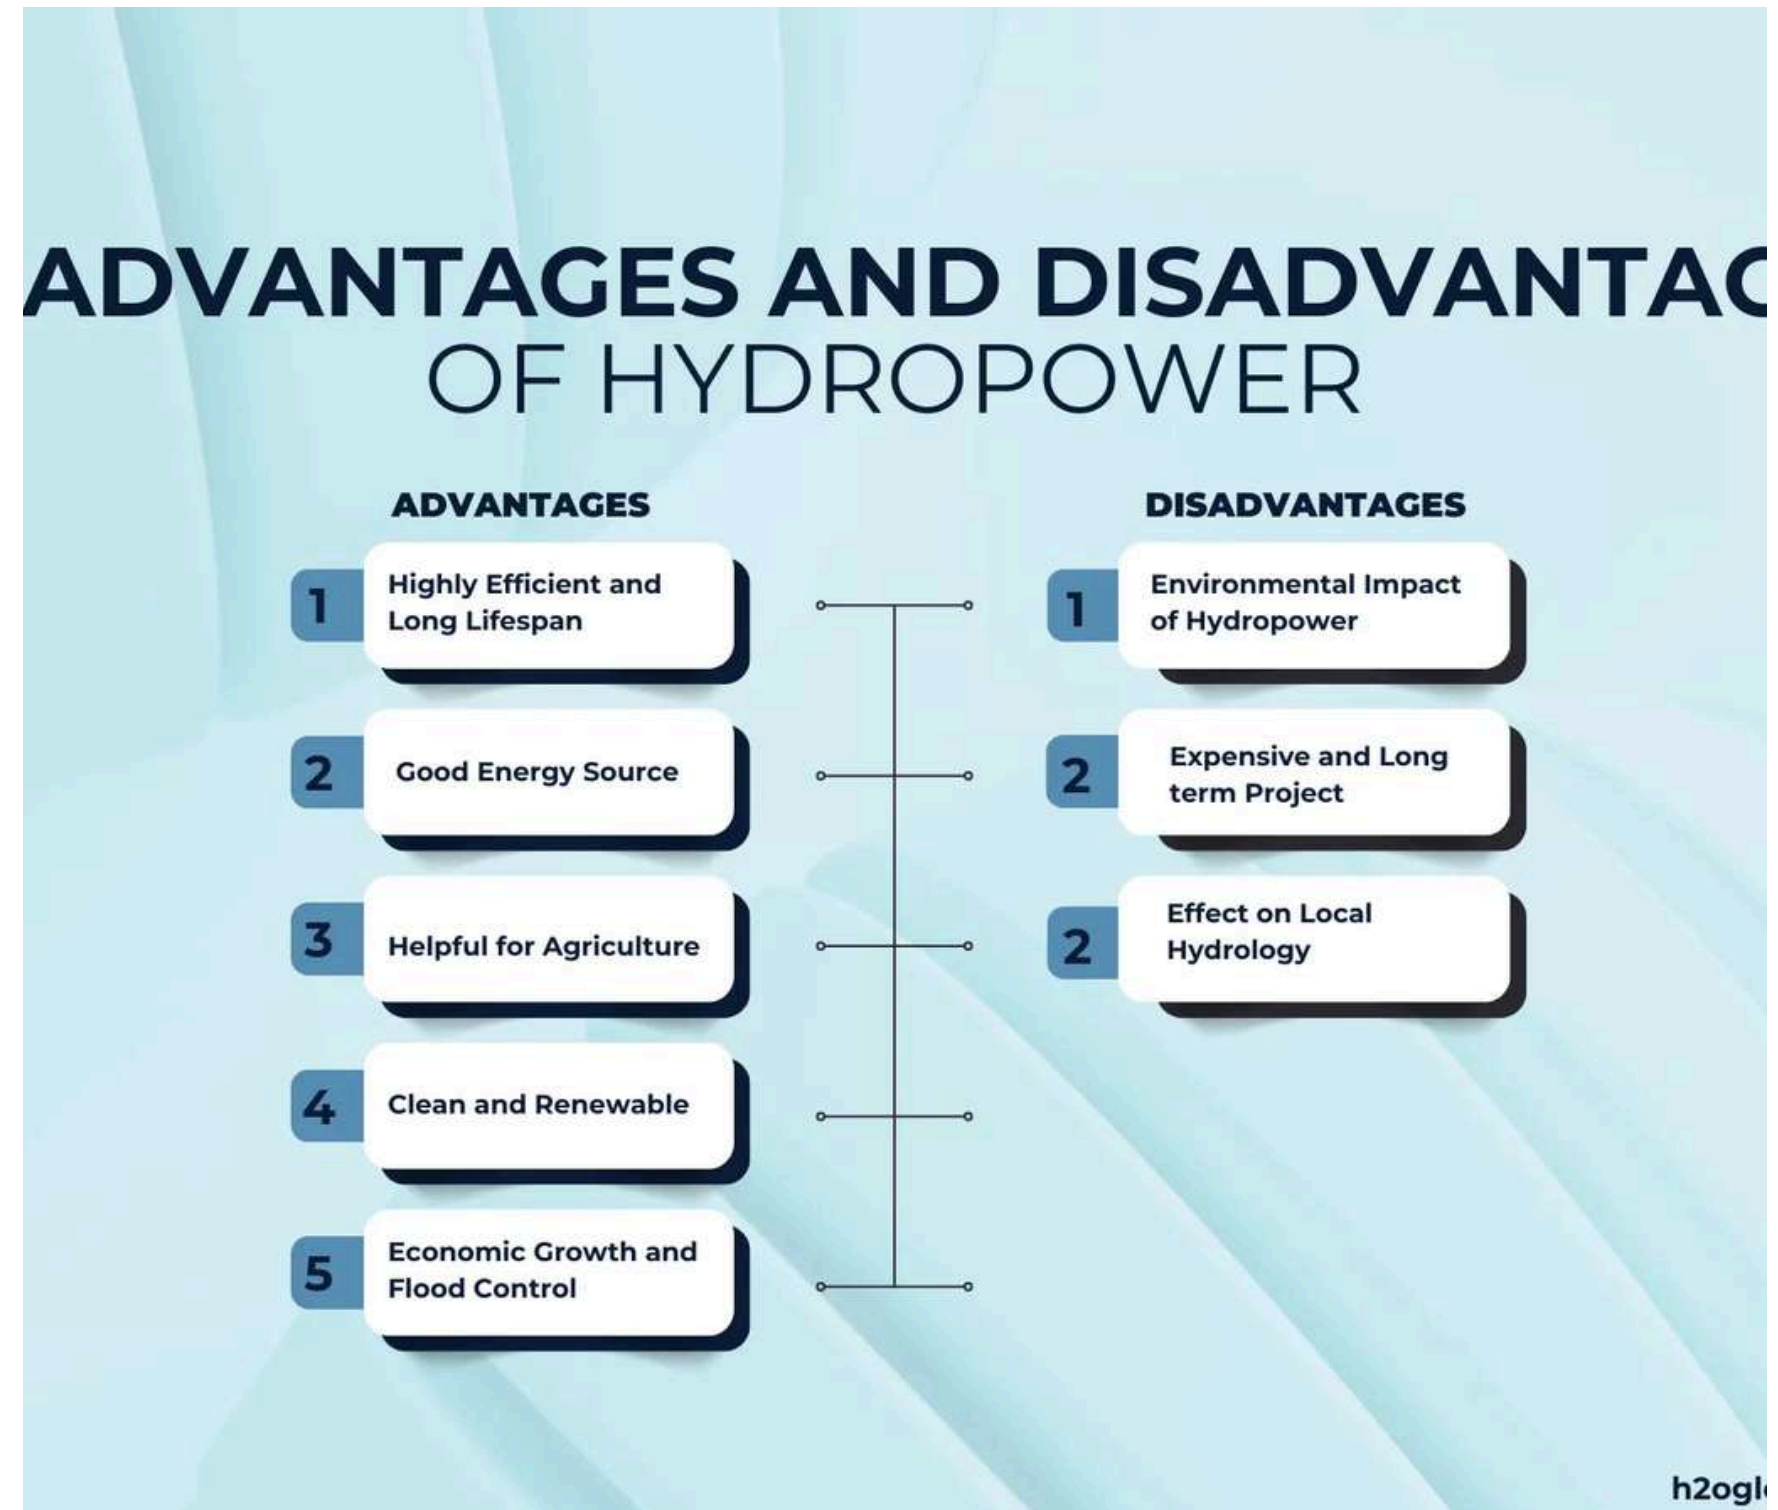 ADVANTAGES AND DISADVANTAG
OF HYDROPOWER
ADVANTAGES
1
Highly Efficient and
Long Lifespan
2
Good Energy Source
3
Helpful for Agriculture
4
Clean and Renewable
5
Economic Growth and
Flood Control
DISADVANTAGES
1
Environmental Impact
of Hydropower
2
Expensive and Long
term Project
2
Effect on Local
Hydrology
h2ogl